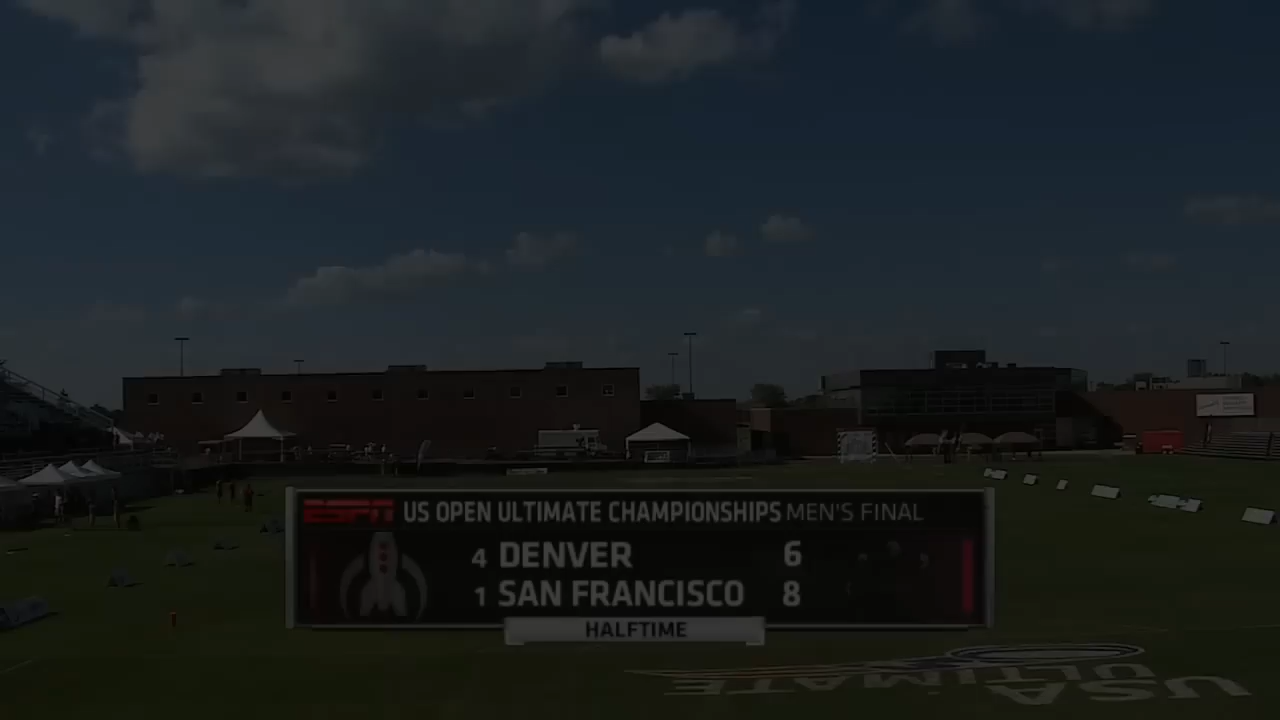 ESPN US OPEN ULTIMATE CHAMPIONSHIPS MEN'S FINAL
4 DENVER 6
1 SAN FRANCISCO 8
HALFTIME
USA
ULTIMATE